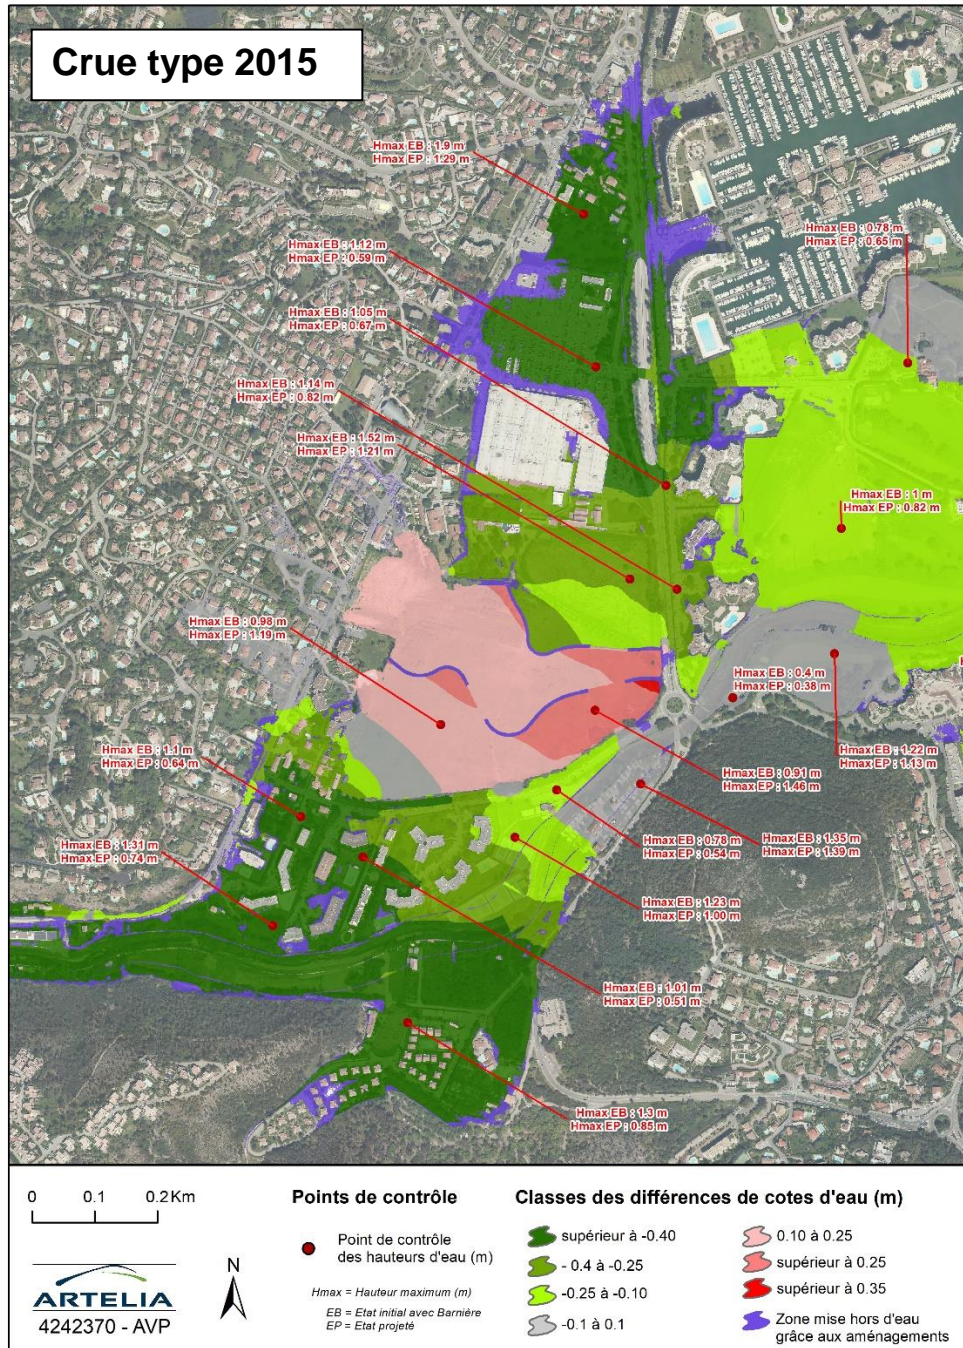 Crue type 2015
Hmax EB : 1.9 m
Hmax EP : 1.29 m
Hmax EB : 0.78 m
Hmax EP : 0.65 m
Hmax EB : 1.12 m
Hmax EP : 0.59 m
Hmax EB : 1.05 m
Hmax EP : 0.67 m
Hmax EB : 1.14 m
Hmax EP : 0.82 m
Hmax EB : 1.52 m
Hmax EP : 1.21 m
Hmax EB : 1 m
Hmax EP : 0.82 m
Hmax EB : 0.98 m
Hmax EP : 1.19 m
Hmax EB : 0.4 m
Hmax EP : 0.38 m
Hmax EB : 1.1 m
Hmax EP : 0.64 m
Hmax EB : 1.22 m
Hmax EP : 1.13 m
Hmax EB : 0.91 m
Hmax EP : 1.46 m
Hmax EB : 1.31 m
Hmax EP : 0.74 m
Hmax EB : 0.78 m
Hmax EP : 0.54 m
Hmax EB : 1.35 m
Hmax EP : 1.39 m
Hmax EB : 1.23 m
Hmax EP : 1.00 m
Hmax EB : 1.01 m
Hmax EP : 0.51 m
Hmax EB : 1.3 m
Hmax EP : 0.85 m
0 0.1 0.2 Km
ARTELIA
4242370 - AVP
N
Points de contrôle
Point de contrôle
des hauteurs d'eau (m)
Hmax = Hauteur maximum (m)
EB = Etat initial avec Barnière
EP = Etat projeté
Classes des différences de cotes d'eau (m)
supérieur à -0.40
- 0.4 à -0.25
-0.25 à -0.10
-0.1 à 0.1
0.10 à 0.25
supérieur à 0.25
supérieur à 0.35
Zone mise hors d'eau
grâce aux aménagements